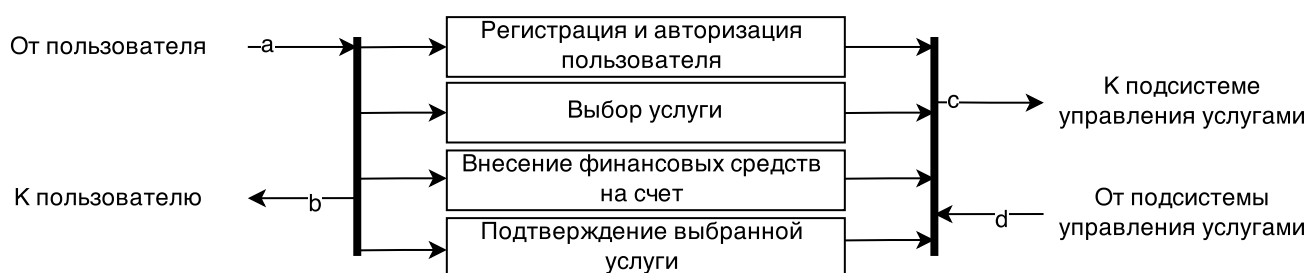 От пользователя
a
Регистрация и авторизация
пользователя
Выбор услуги
c
К подсистеме
управления услугами
К пользователю
b
Внесение финансовых средств
на счет
Подтверждение выбранной
услуги
d
От подсистемы
управления услугами